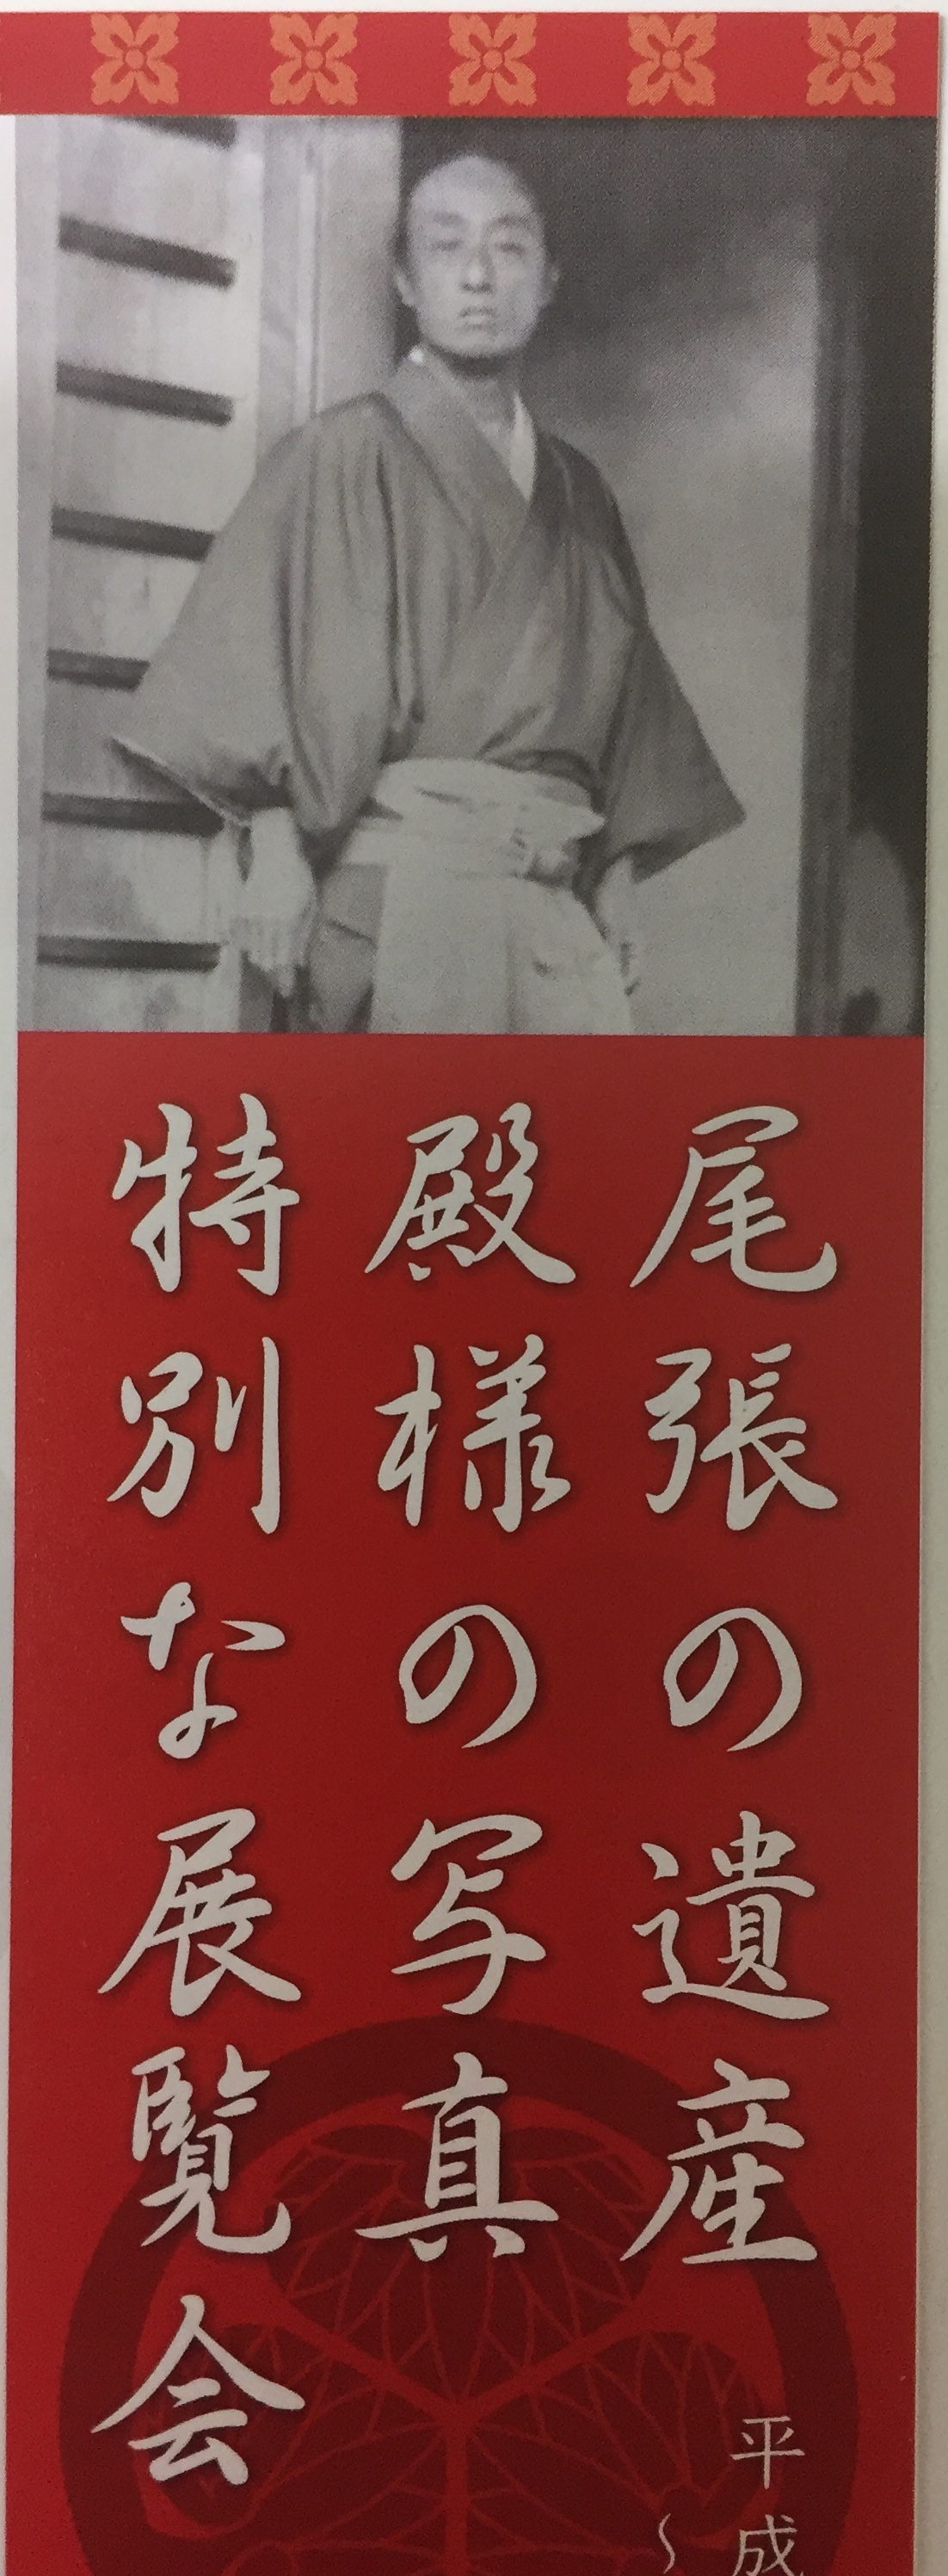 尾張の遺産
殿様の写真
特別な展覧会
平成
～